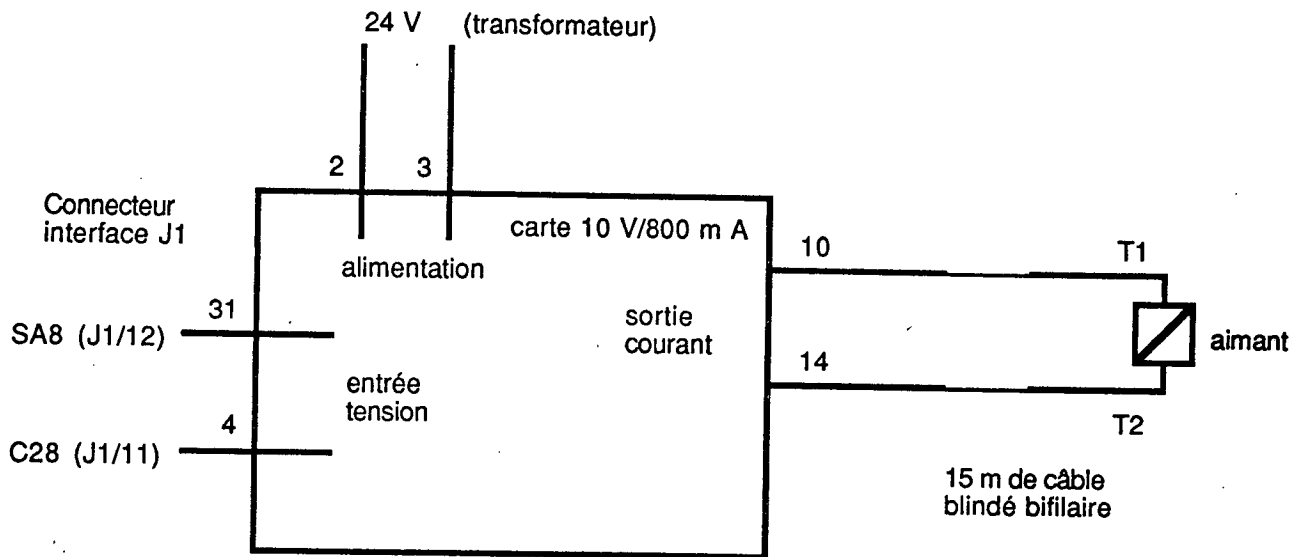 24 V (transformateur)
2
3
Connecteur
interface J1
carte 10 V/800 m A
alimentation
10
T1
31
SA8 (J1/12)
sortie
courant
aimant
entrée
tension
14
4
C28 (J1/11)
T2
15 m de câble
blindé bifilaire